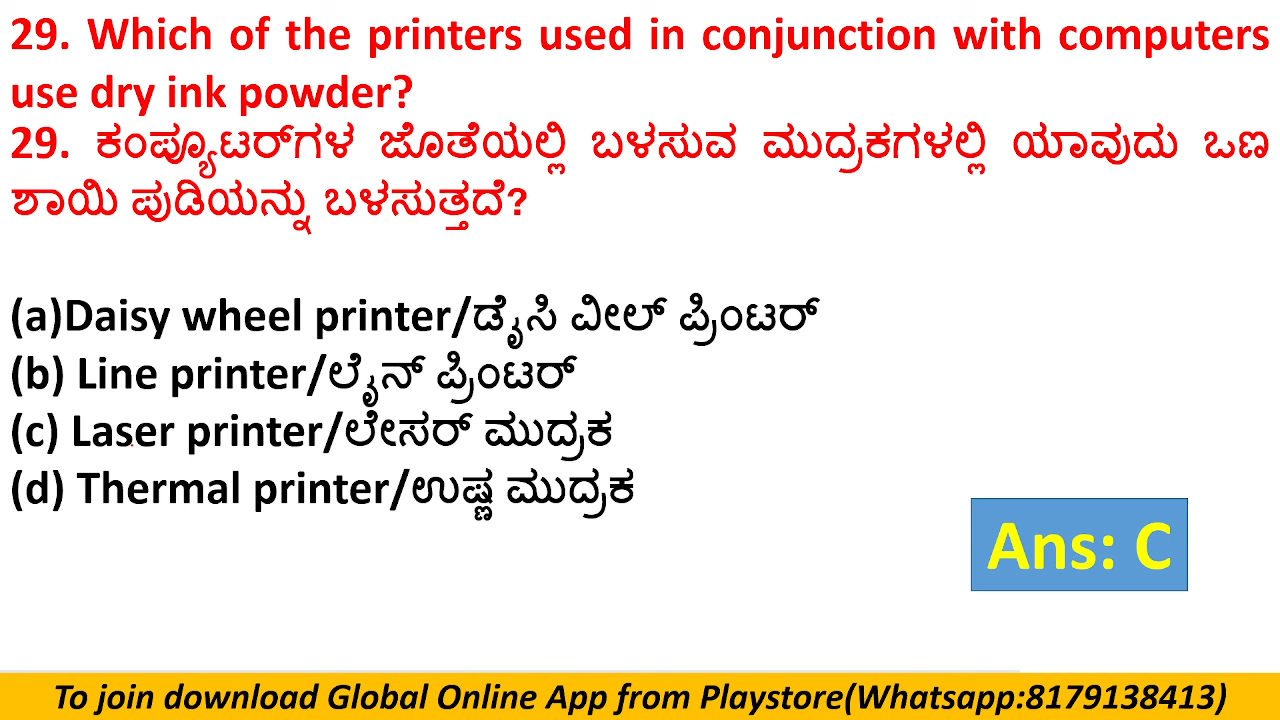 29. Which of the printers used in conjunction with computers
use dry ink powder?
29. ಕಂಪ್ಯೂಟರ್‌ಗಳ ಜೊತೆಯಲ್ಲಿ ಬಳಸುವ ಮುದ್ರಕಗಳಲ್ಲಿ ಯಾವುದು ಒಣ
ಶಾಯಿ ಪುಡಿಯನ್ನು ಬಳಸುತ್ತದೆ?
(a)Daisy wheel printer/ಡೈಸಿ ವೀಲ್ ಪ್ರಿಂಟರ್
(b) Line printer/ಲೈನ್ ಪ್ರಿಂಟರ್
(c) Laser printer/ಲೇಸರ್ ಮುದ್ರಕ
(d) Thermal printer/ಉಷ್ಣ ಮುದ್ರಕ
Ans: C
To join download Global Online App from Playstore(Whatsapp:8179138413)